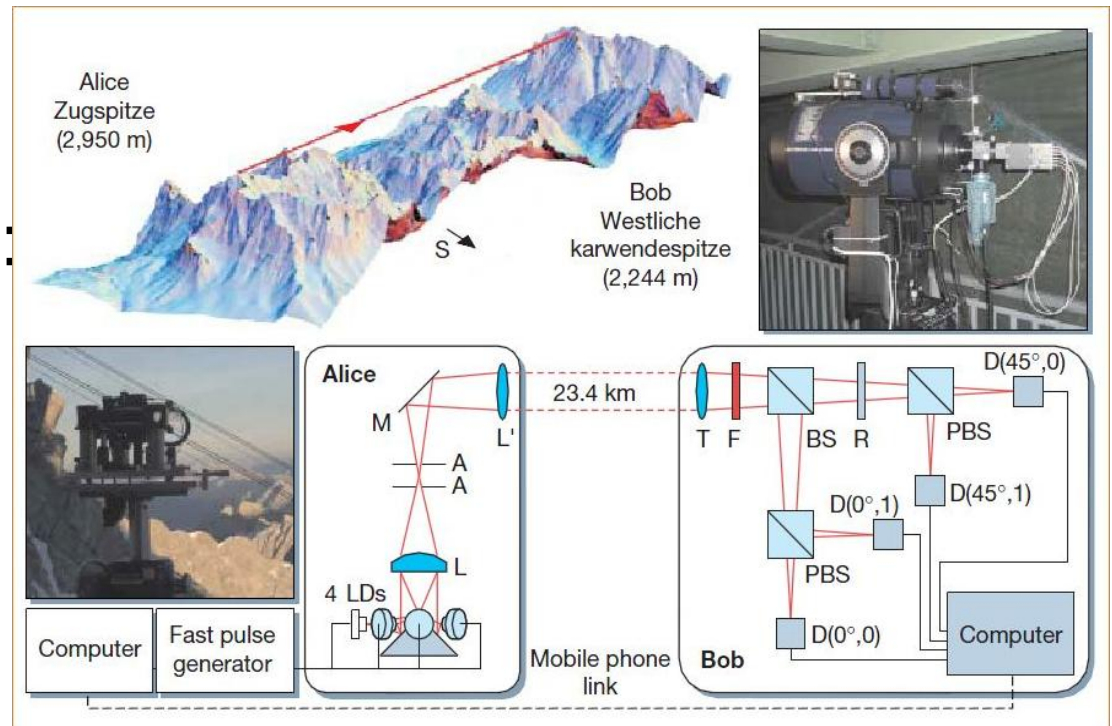 Alice
Zugspitze
(2,950 m)
S
Bob
Westliche
karwendespitze
(2,244 m)
Alice
M
L'
A
A
L
4 LDs
Computer
Fast pulse
generator
23.4 km
Mobile phone
link
T
F
BS
R
PBS
D(45°,0)
D(45°,1)
D(0°,1)
PBS
D(0°,0)
Computer
Bob